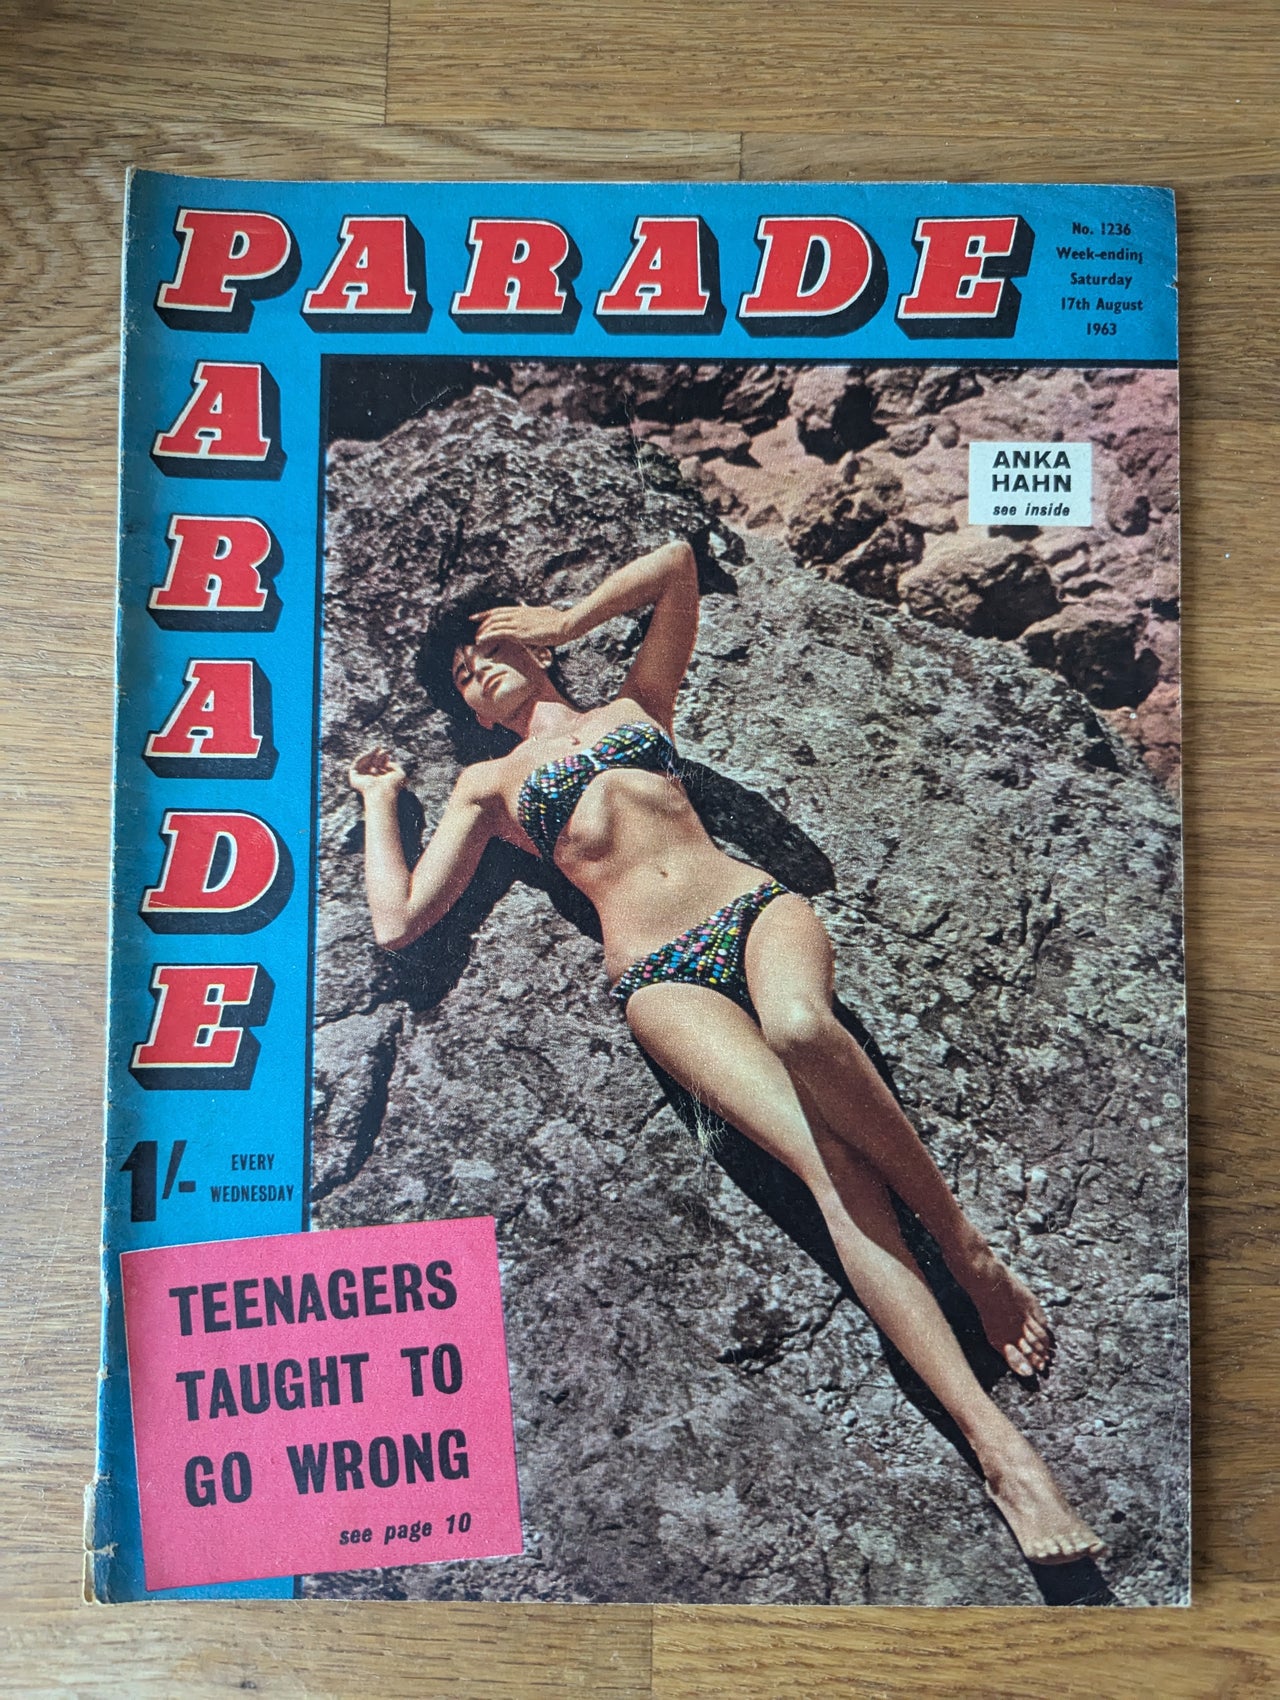 PARADE
No. 1236
Week-ending
Saturday
17th August
1963
PARADE
ANKA
HAHN
see inside
1/-
EVERY
WEDNESDAY
TEENAGERS
TAUGHT TO
GO WRONG
see page 10